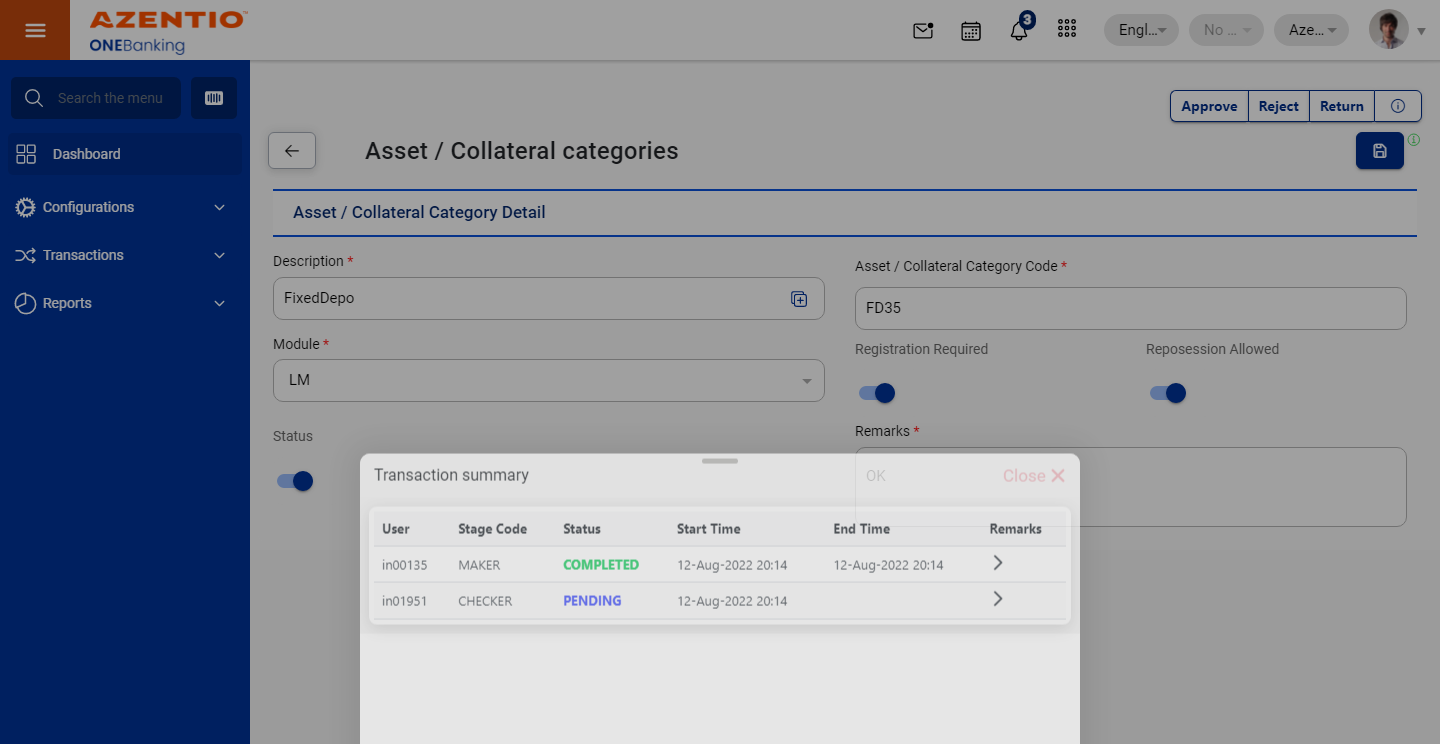 AZENTIO™
ONEBanking
3
Engl...
No ...
Aze...
Search the menu
Dashboard
Configurations
Transactions
Reports
Approve
Reject
Return
Asset / Collateral categories
Asset / Collateral Category Detail
Description *
FixedDepo
Asset / Collateral Category Code *
FD35
Module *
LM
Registration Required
Reposession Allowed
Status
Remarks *
OK
Transaction summary
Close
User Stage Code Status Start Time End Time Remarks
in00135 MAKER COMPLETED 12-Aug-2022 20:14 12-Aug-2022 20:14
in01951 CHECKER PENDING 12-Aug-2022 20:14